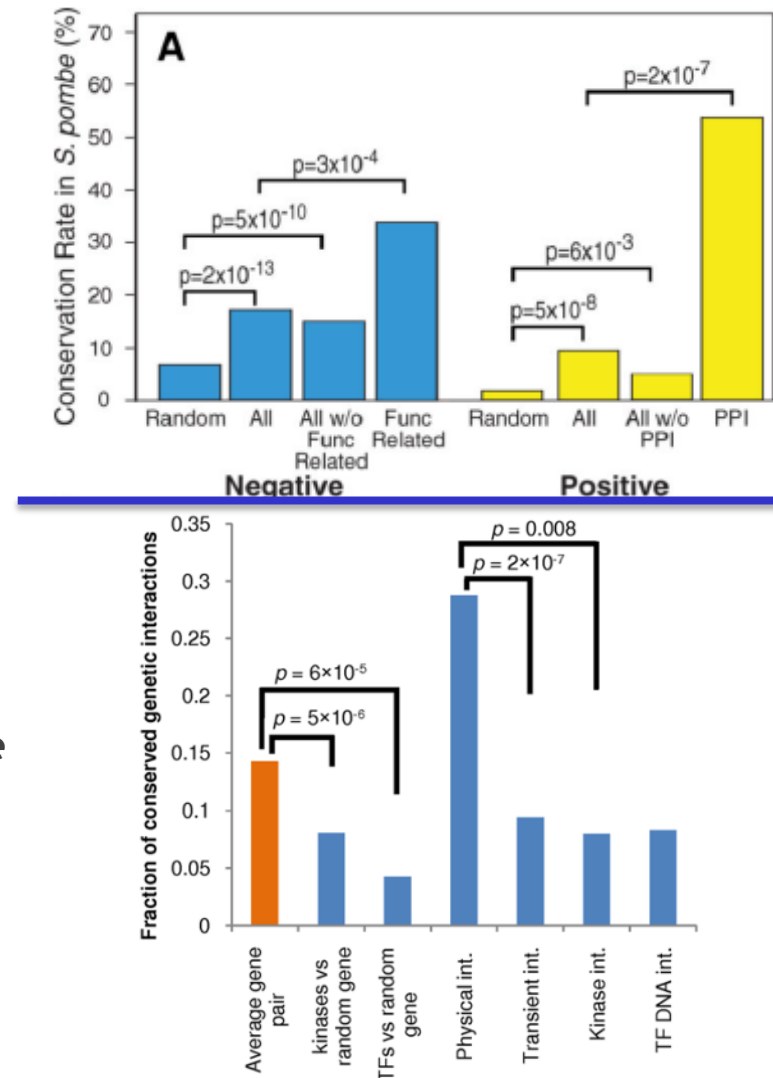 A
Conservation Rate in S. pombe (%)
70
60
50
40
30
20
10
0
p=2x10⁻⁷
p=3x10⁻⁴
p=5x10⁻¹⁰
p=6x10⁻³
p=2x10⁻¹³
p=5x10⁻⁸
Random
All
All w/o
Func
Related
Func
Related
Random
All
All w/o
PPI
PPI
Negative
Positive
Fraction of conserved genetic interactions
0.35
0.3
0.25
0.2
0.15
0.1
0.05
0
p = 0.008
p = 2×10⁻⁷
p = 6×10⁻⁵
p = 5×10⁻⁶
Average gene
pair
kinases vs
random gene
TFs vs random
gene
Physical int.
Transient int.
Kinase int.
TF DNA int.